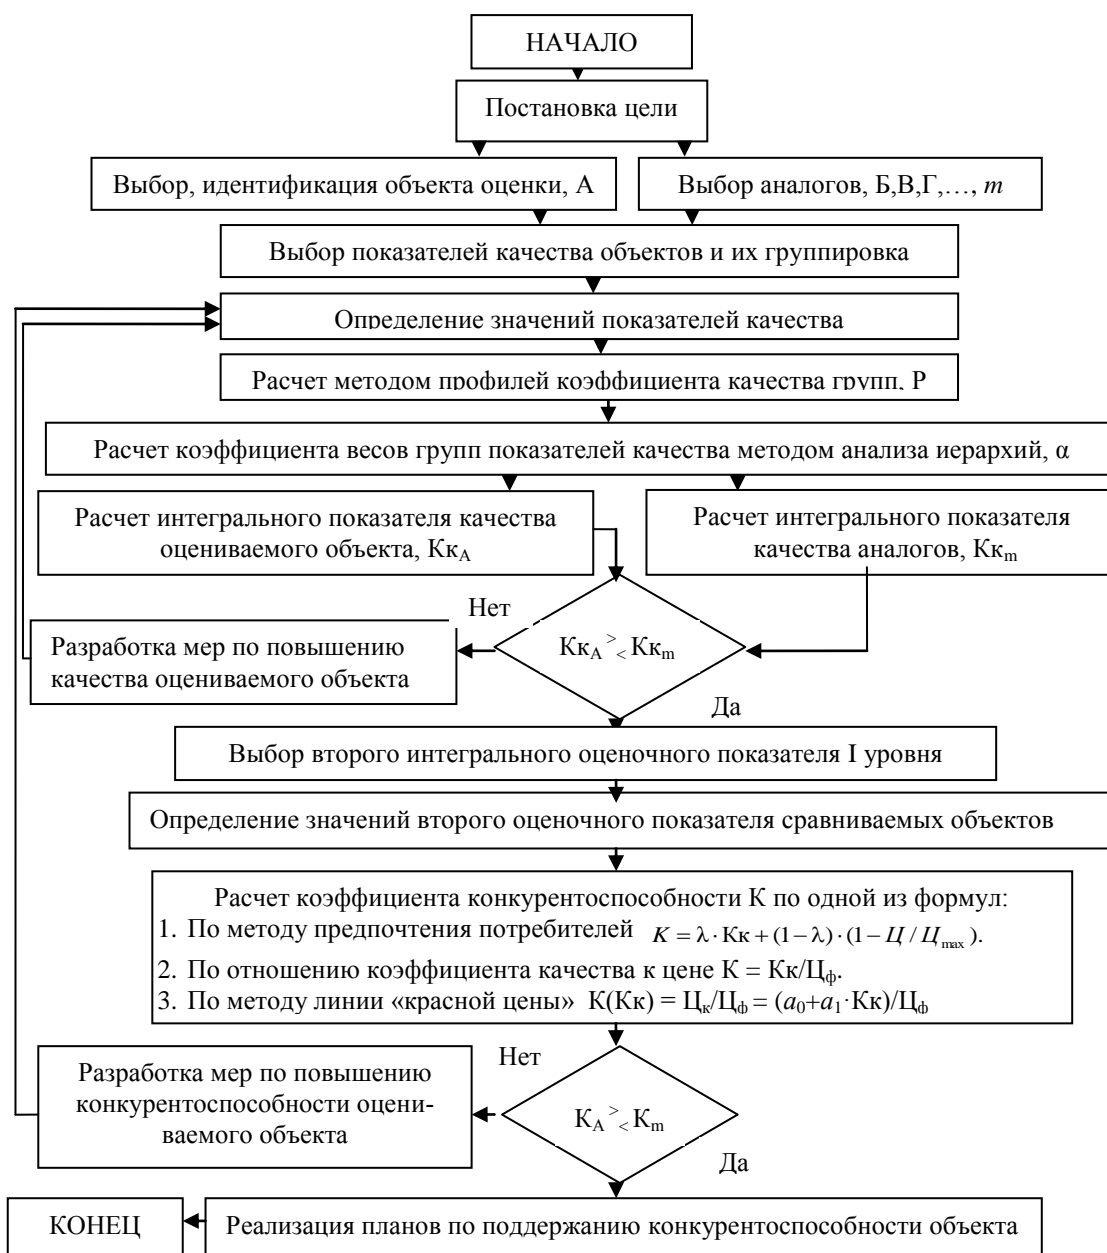 НАЧАЛО
Постановка цели
Выбор, идентификация объекта оценки, А
Выбор аналогов, Б,В,Г,…, m
Выбор показателей качества объектов и их группировка
Определение значений показателей качества
Расчет методом профилей коэффициента качества групп, Р
Расчет коэффициента весов групп показателей качества методом анализа иерархий, α
Расчет интегрального показателя качества
оцениваемого объекта, Кк_А
Расчет интегрального показателя
качества аналогов, Кк_m
Нет
Кк_А >< Кк_m
Разработка мер по повышению
качества оцениваемого объекта
Да
Выбор второго интегрального оценочного показателя I уровня
Определение значений второго оценочного показателя сравниваемых объектов
Расчет коэффициента конкурентоспособности К по одной из формул:
1. По методу предпочтения потребителей K = λ · Кк + (1 − λ) · (1 − Ц / Ц_max).
2. По отношению коэффициента качества к цене К = Кк/Ц_ф.
3. По методу линии «красной цены» К(Кк) = Ц_к/Ц_ф = (a_0+a_1·Кк)/Ц_ф
Нет
Разработка мер по повышению
конкурентоспособности оцени-
ваемого объекта
К_А >< К_m
Да
КОНЕЦ
Реализация планов по поддержанию конкурентоспособности объекта